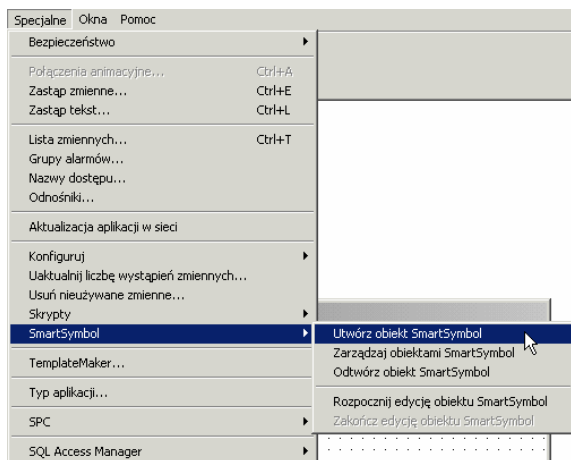 Specjalne Okna Pomoc
Bezpieczeństwo
Połączenia animacyjne... Ctrl+A
Zastąp zmienne... Ctrl+E
Zastąp tekst... Ctrl+L
Lista zmiennych... Ctrl+T
Grupy alarmów...
Nazwy dostępu...
Odnośniki...
Aktualizacja aplikacji w sieci
Konfiguruj
Uaktualnij liczbę wystąpień zmiennych...
Usuń nieużywane zmienne...
Skrypty
SmartSymbol
Utwórz obiekt SmartSymbol
Zarządzaj obiektami SmartSymbol
Odtwórz obiekt SmartSymbol
Rozpocznij edycję obiektu SmartSymbol
Zakończ edycję obiektu SmartSymbol
TemplateMaker...
Typ aplikacji...
SPC
SQL Access Manager